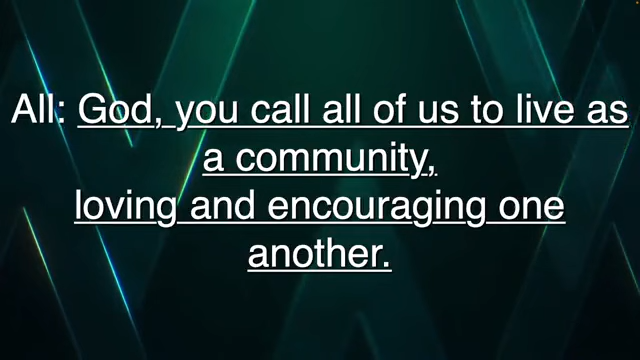 All: God, you call all of us to live as
a community,
loving and encouraging one
another.